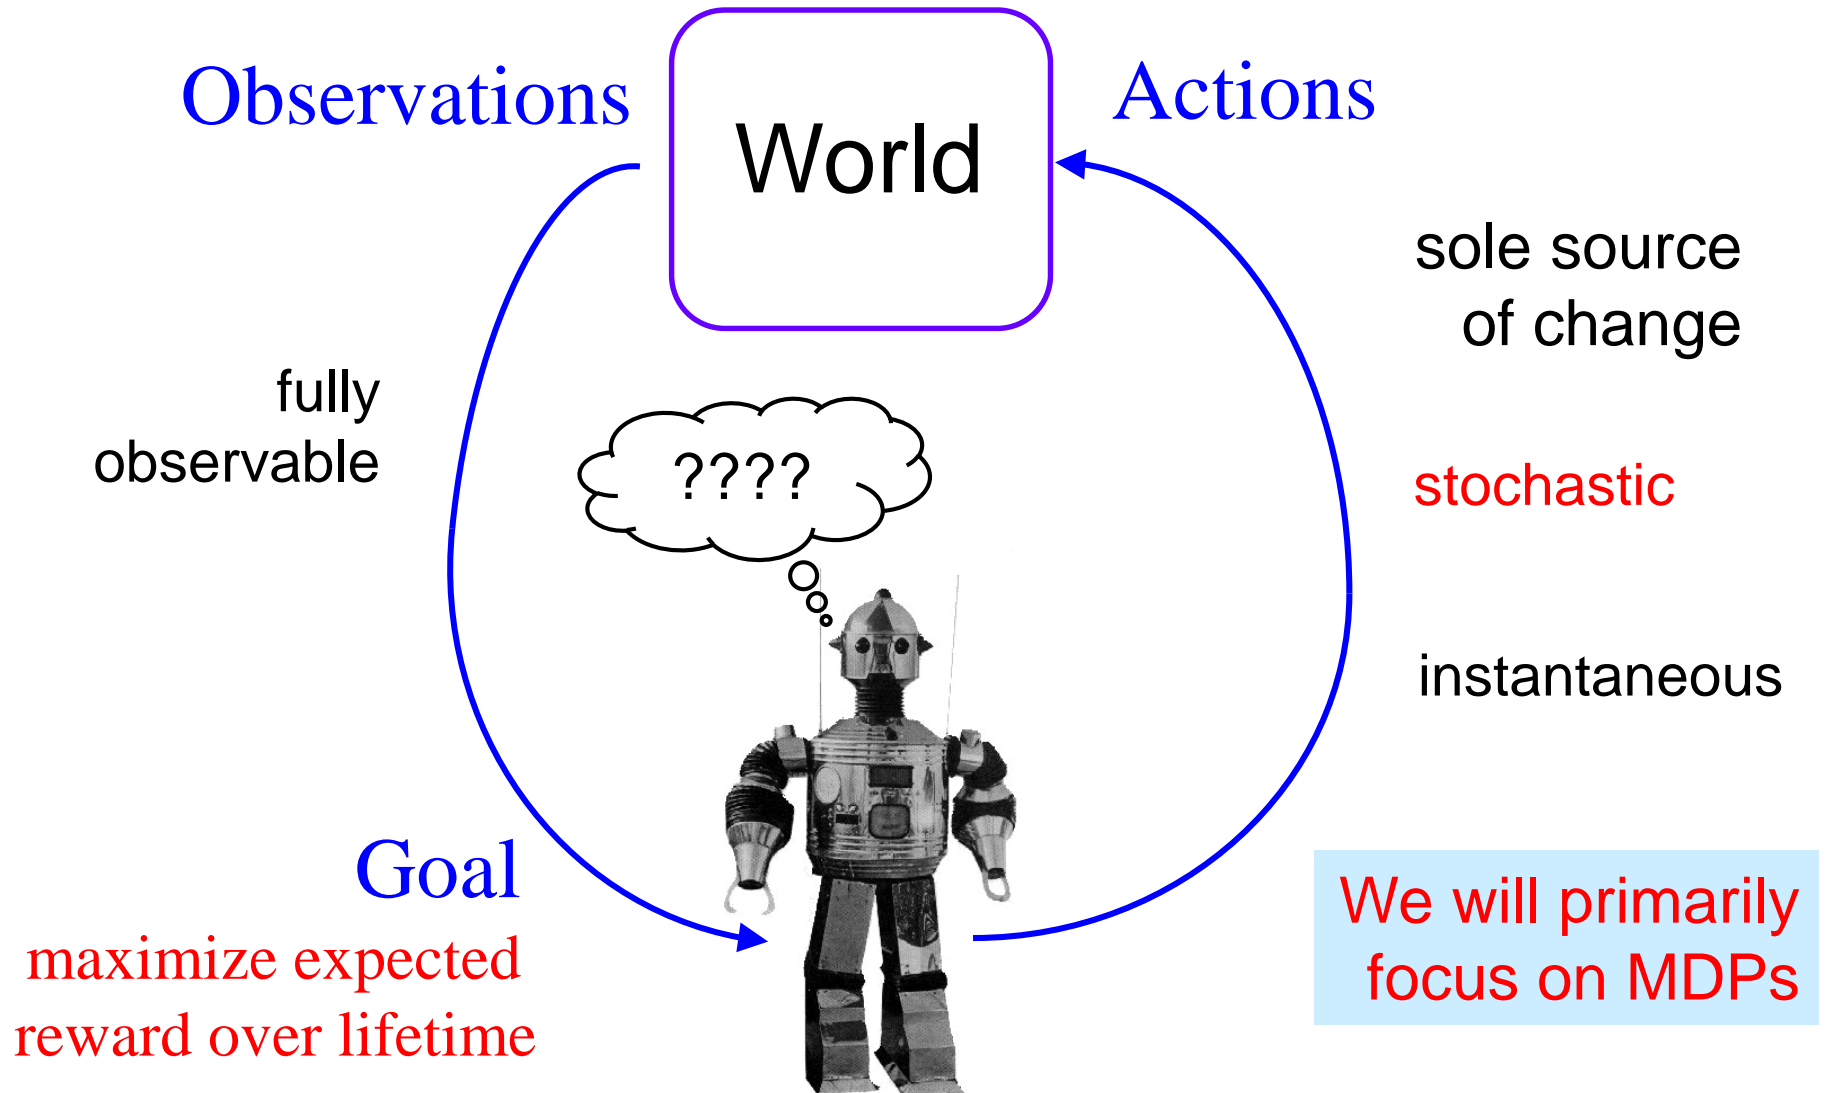 Observations
World
Actions
sole source
of change
fully
observable
????
stochastic
instantaneous
Goal
maximize expected
reward over lifetime
We will primarily
focus on MDPs